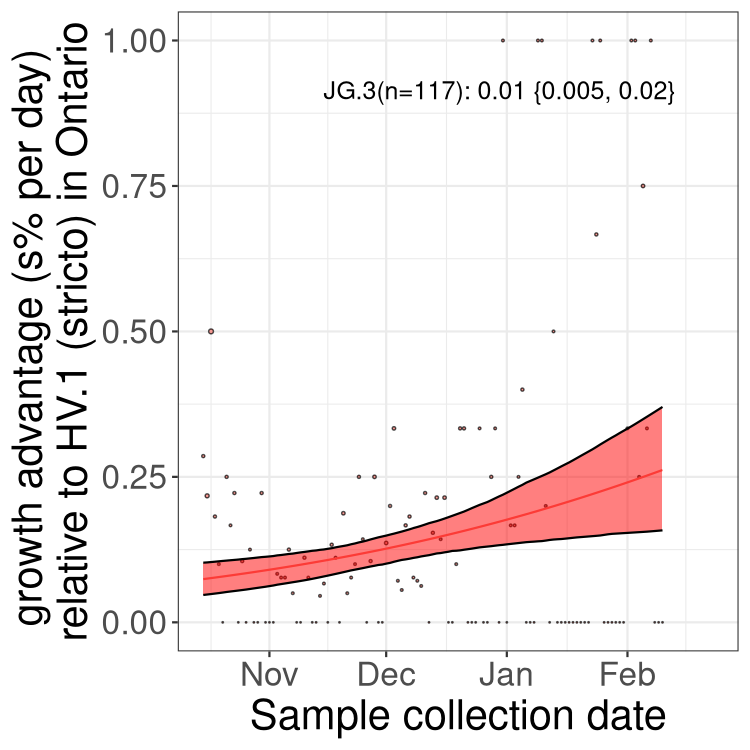 growth advantage (s% per day)
relative to HV.1 (stricto) in Ontario
1.00
JG.3(n=117): 0.01 {0.005, 0.02}
0.75
0.50
0.25
0.00
Nov Dec Jan Feb
Sample collection date